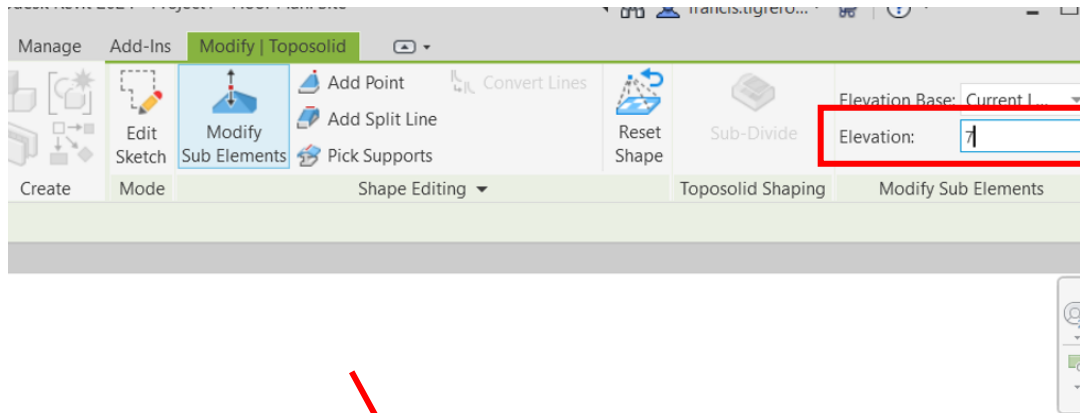 Manage Add-Ins Modify | Toposolid
Add Point Convert Lines
Elevation Base: Current L...
Add Split Line
Edit Sketch
Modify Sub Elements
Reset Shape
Sub-Divide
Elevation: 7
Pick Supports
Create Mode Shape Editing Toposolid Shaping Modify Sub Elements